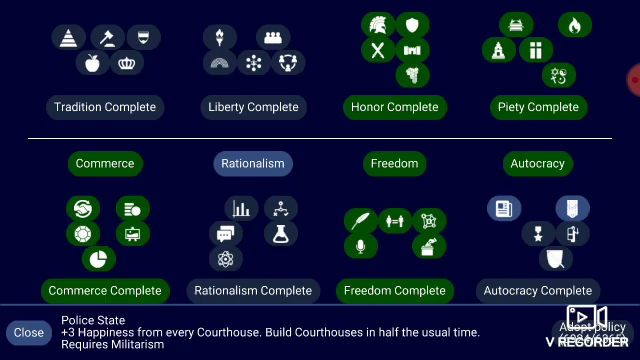 Tradition Complete
Liberty Complete
Honor Complete
Piety Complete
Commerce
Rationalism
Freedom
Autocracy
Commerce Complete
Rationalism Complete
Freedom Complete
Autocracy Complete
Close
Police State
+3 Happiness from every Courthouse. Build Courthouses in half the usual time.
Requires Militarism
Adopt policy
V RECORDER